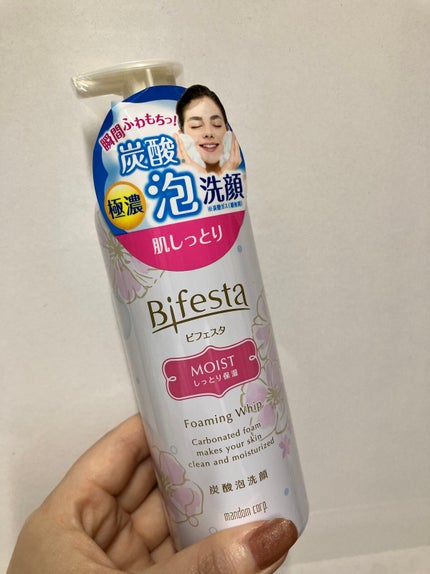 瞬間ふわもちっ!
炭酸
極濃
泡洗顔
肌しっとり
Bifesta
ビフェスタ
MOIST
しっとり保湿
Foaming Whip
Carbonated foam
makes your skin
clean and moisturized
炭酸泡洗顔
mandom corp.